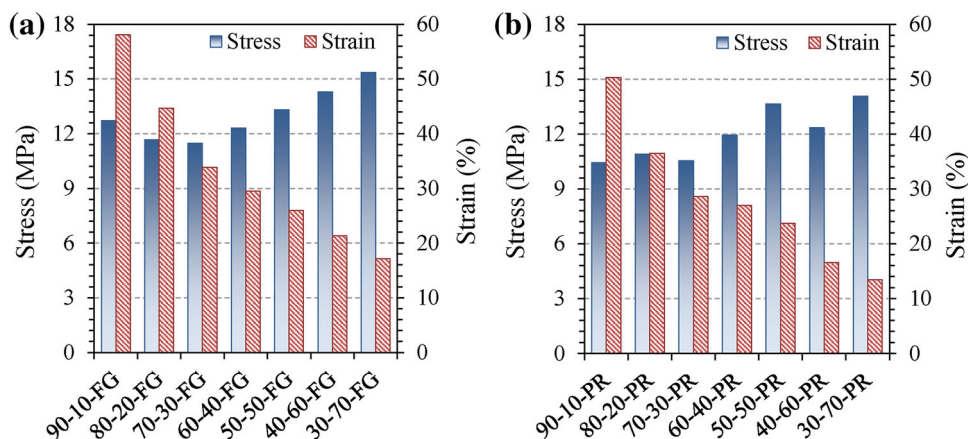 (a)
Stress Strain
Stress (MPa)
18
15
12
9
6
3
0
Strain (%)
60
50
40
30
20
10
0
90-10-FG
80-20-FG
70-30-FG
60-40-FG
50-50-FG
40-60-FG
30-70-FG
(b)
Stress Strain
Stress (MPa)
18
15
12
9
6
3
0
Strain (%)
60
50
40
30
20
10
0
90-10-PR
80-20-PR
70-30-PR
60-40-PR
50-50-PR
40-60-PR
30-70-PR